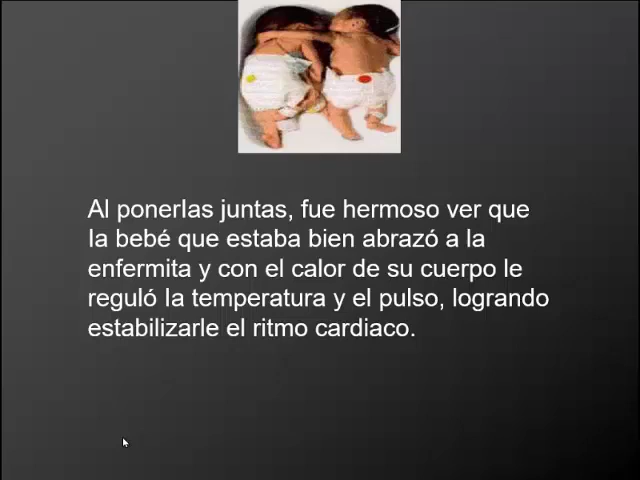 Al ponerlas juntas, fue hermoso ver que
la bebé que estaba bien abrazó a la
enfermita y con el calor de su cuerpo le
reguló la temperatura y el pulso, logrando
estabilizarle el ritmo cardiaco.